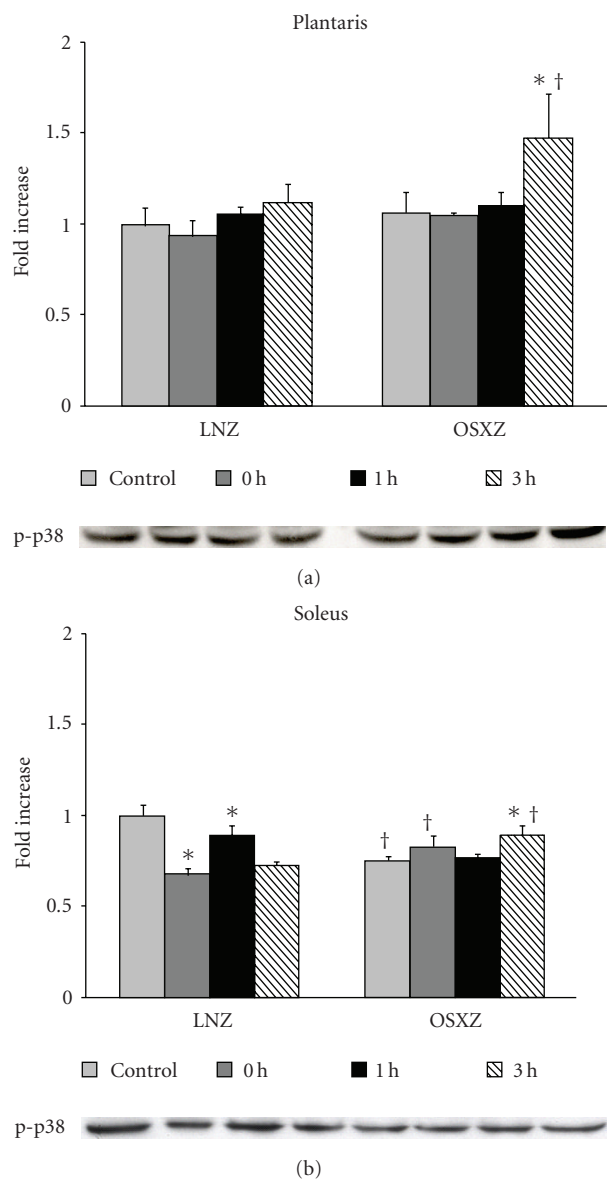 Plantaris
2
1.5
1
0.5
0
Fold increase
* †
LNZ OSXZ
Control 0 h 1 h 3 h
p-p38
(a)
Soleus
2
1.5
1
0.5
0
Fold increase
* * † † * †
LNZ OSXZ
Control 0 h 1 h 3 h
p-p38
(b)